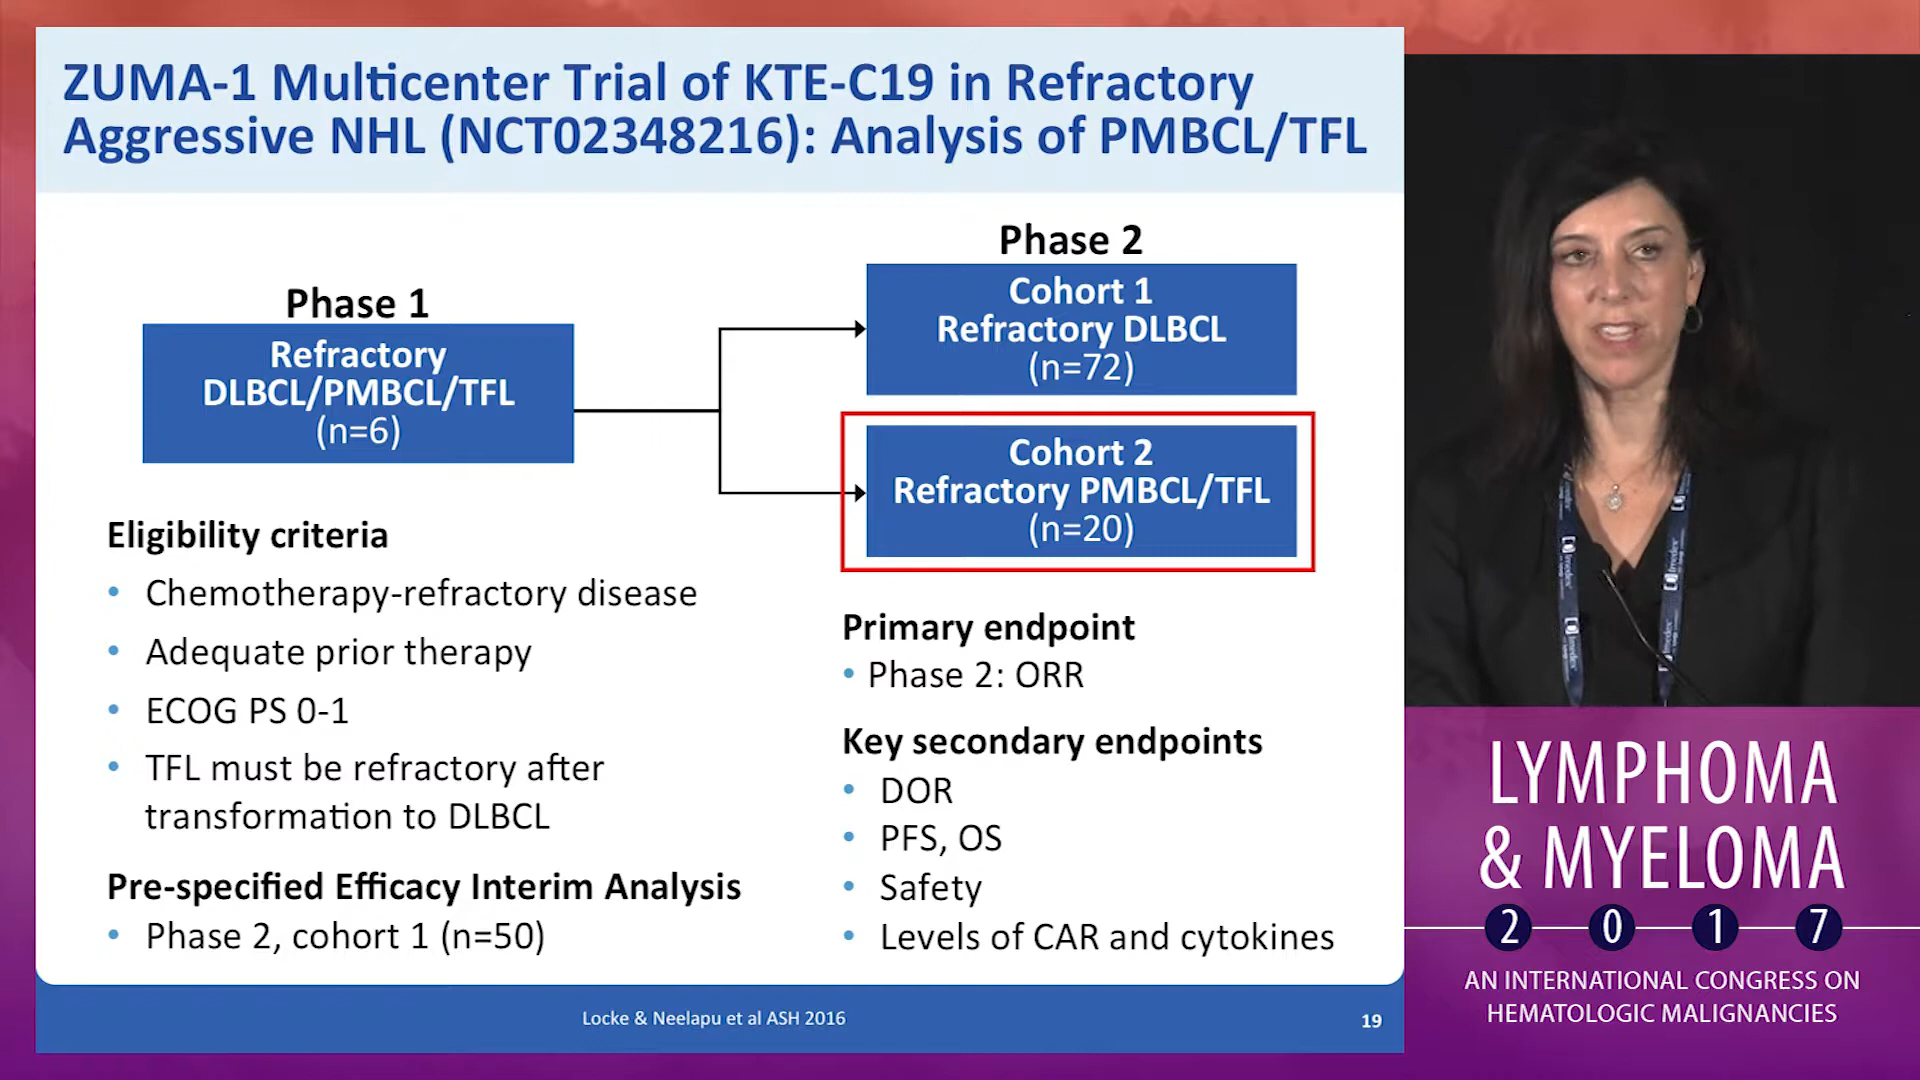 ZUMA-1 Multicenter Trial of KTE-C19 in Refractory
Aggressive NHL (NCT02348216): Analysis of PMBCL/TFL
Phase 1
Refractory
DLBCL/PMBCL/TFL
(n=6)
Phase 2
Cohort 1
Refractory DLBCL
(n=72)
Cohort 2
Refractory PMBCL/TFL
(n=20)
Eligibility criteria
• Chemotherapy-refractory disease
• Adequate prior therapy
• ECOG PS 0-1
• TFL must be refractory after
transformation to DLBCL
Pre-specified Efficacy Interim Analysis
• Phase 2, cohort 1 (n=50)
Primary endpoint
• Phase 2: ORR
Key secondary endpoints
• DOR
• PFS, OS
• Safety
• Levels of CAR and cytokines
Locke & Neelapu et al ASH 2016
19
LYMPHOMA
& MYELOMA
2 0 1 7
AN INTERNATIONAL CONGRESS ON
HEMATOLOGIC MALIGNANCIES